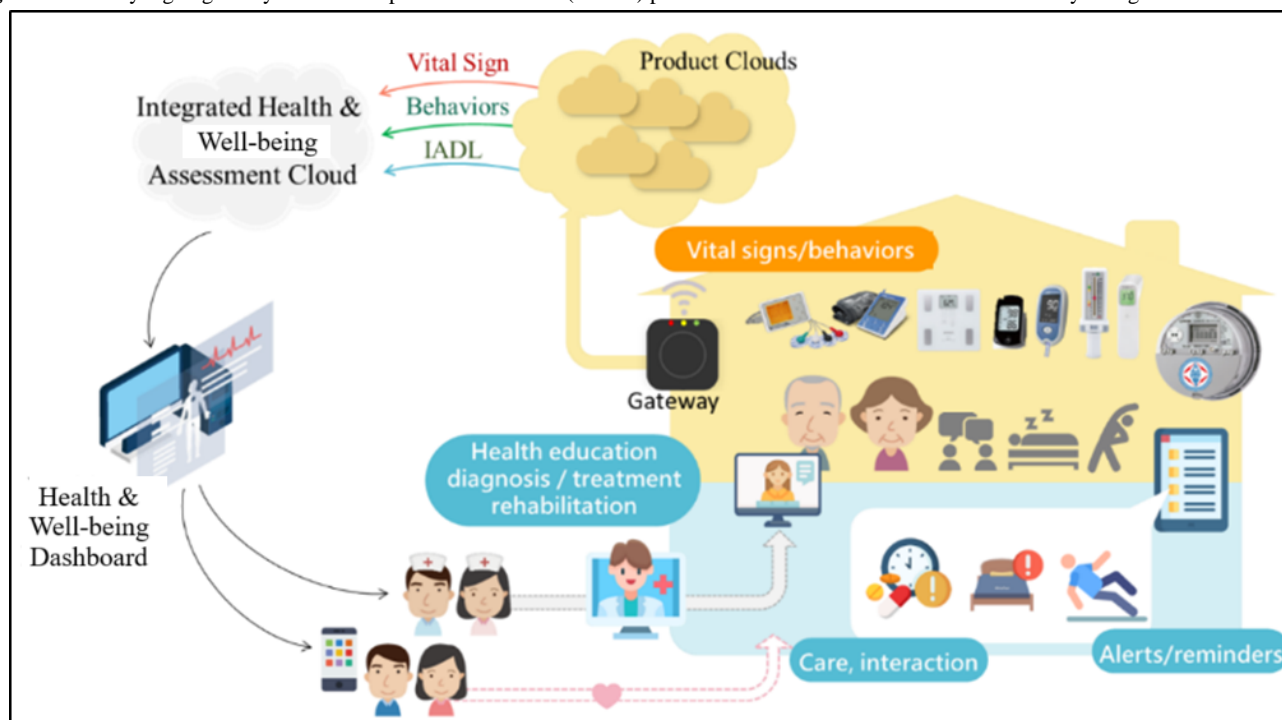 Vital Sign
Product Clouds
Integrated Health &
Behaviors
Well-being
IADL
Assessment Cloud
Vital signs/behaviors
Gateway
Health education
diagnosis / treatment
rehabilitation
Health &
Well-being
Dashboard
Care, interaction
Alerts/reminders